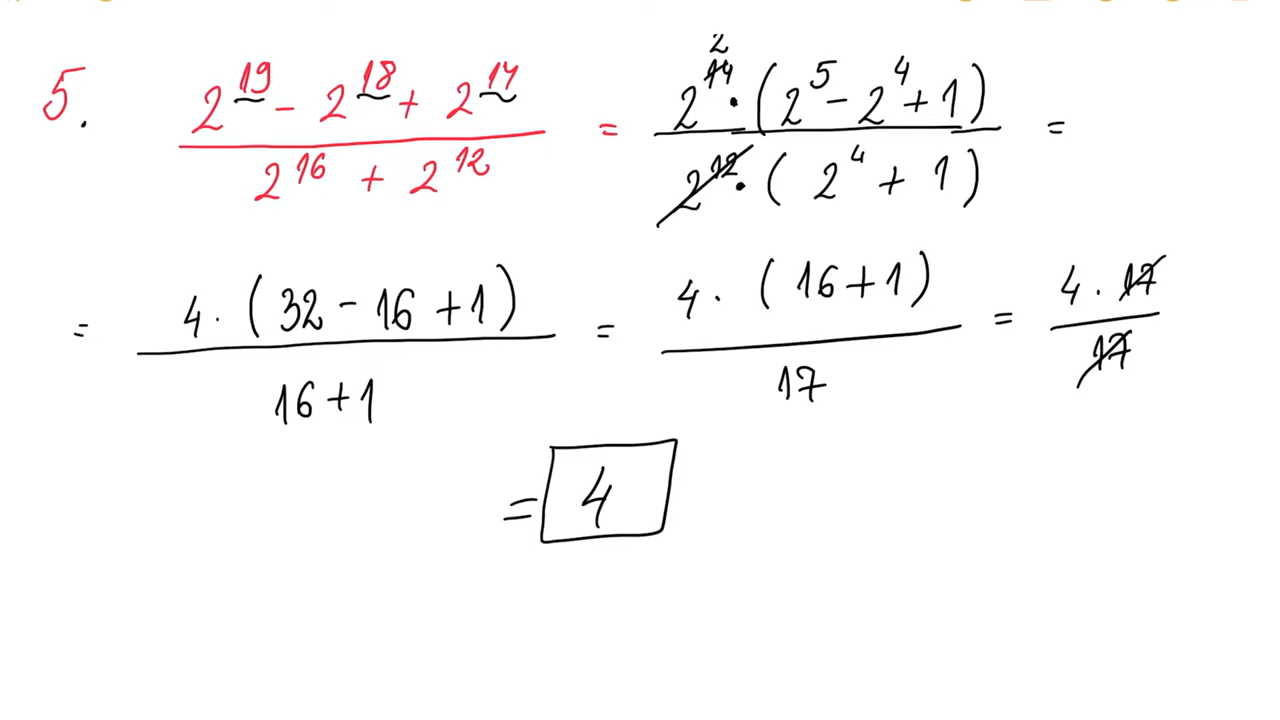 5. (2^19 - 2^18 + 2^14) / (2^16 + 2^12) = (2^14 2 · (2^5 - 2^4 + 1)) / (2^12 · (2^4 + 1)) =
= (4 · (32 - 16 + 1)) / (16 + 1) = (4 · (16 + 1)) / 17 = (4 · 17) / 17
= 4